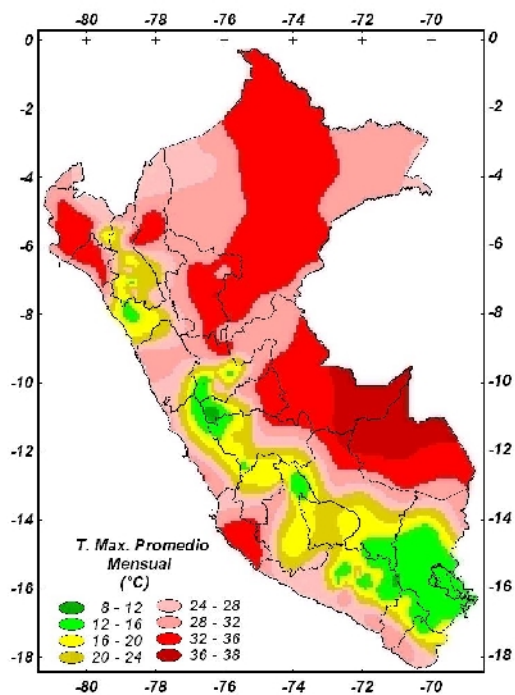 -80 -78 -76 -74 -72 -70
0 0
-2 -2
-4 -4
-6 -6
-8 -8
-10 -10
-12 -12
-14 -14
-16 -16
-18 -18
T. Max. Promedio
Mensual
(°C)
8 - 12 24 - 28
12 - 16 28 - 32
16 - 20 32 - 36
20 - 24 36 - 38
-80 -78 -76 -74 -72 -70